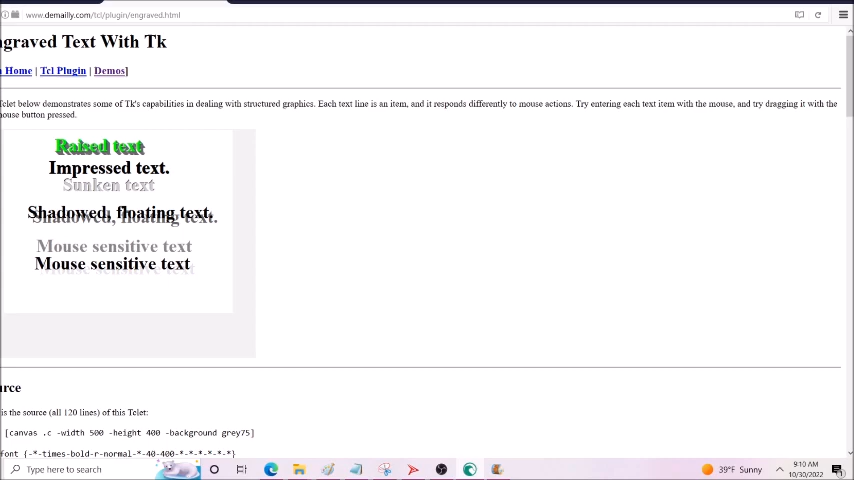 www.demailly.com/tcl/plugin/engraved.html
ngraved Text With Tk
n Home | Tcl Plugin | Demos]
Tclet below demonstrates some of Tk's capabilities in dealing with structured graphics. Each text line is an item, and it responds differently to mouse actions. Try entering each text item with the mouse, and try dragging it with the
mouse button pressed.
Raised text
Impressed text.
Sunken text
Shadowed, floating text.
Mouse sensitive text
Mouse sensitive text
urce
is the source (all 120 lines) of this Tclet:
[canvas .c -width 500 -height 400 -background grey75]
font {-*-times-bold-r-normal-*-40-400-*-*-*-*-*-*}
Type here to search
39°F Sunny
9:10 AM
10/30/2022